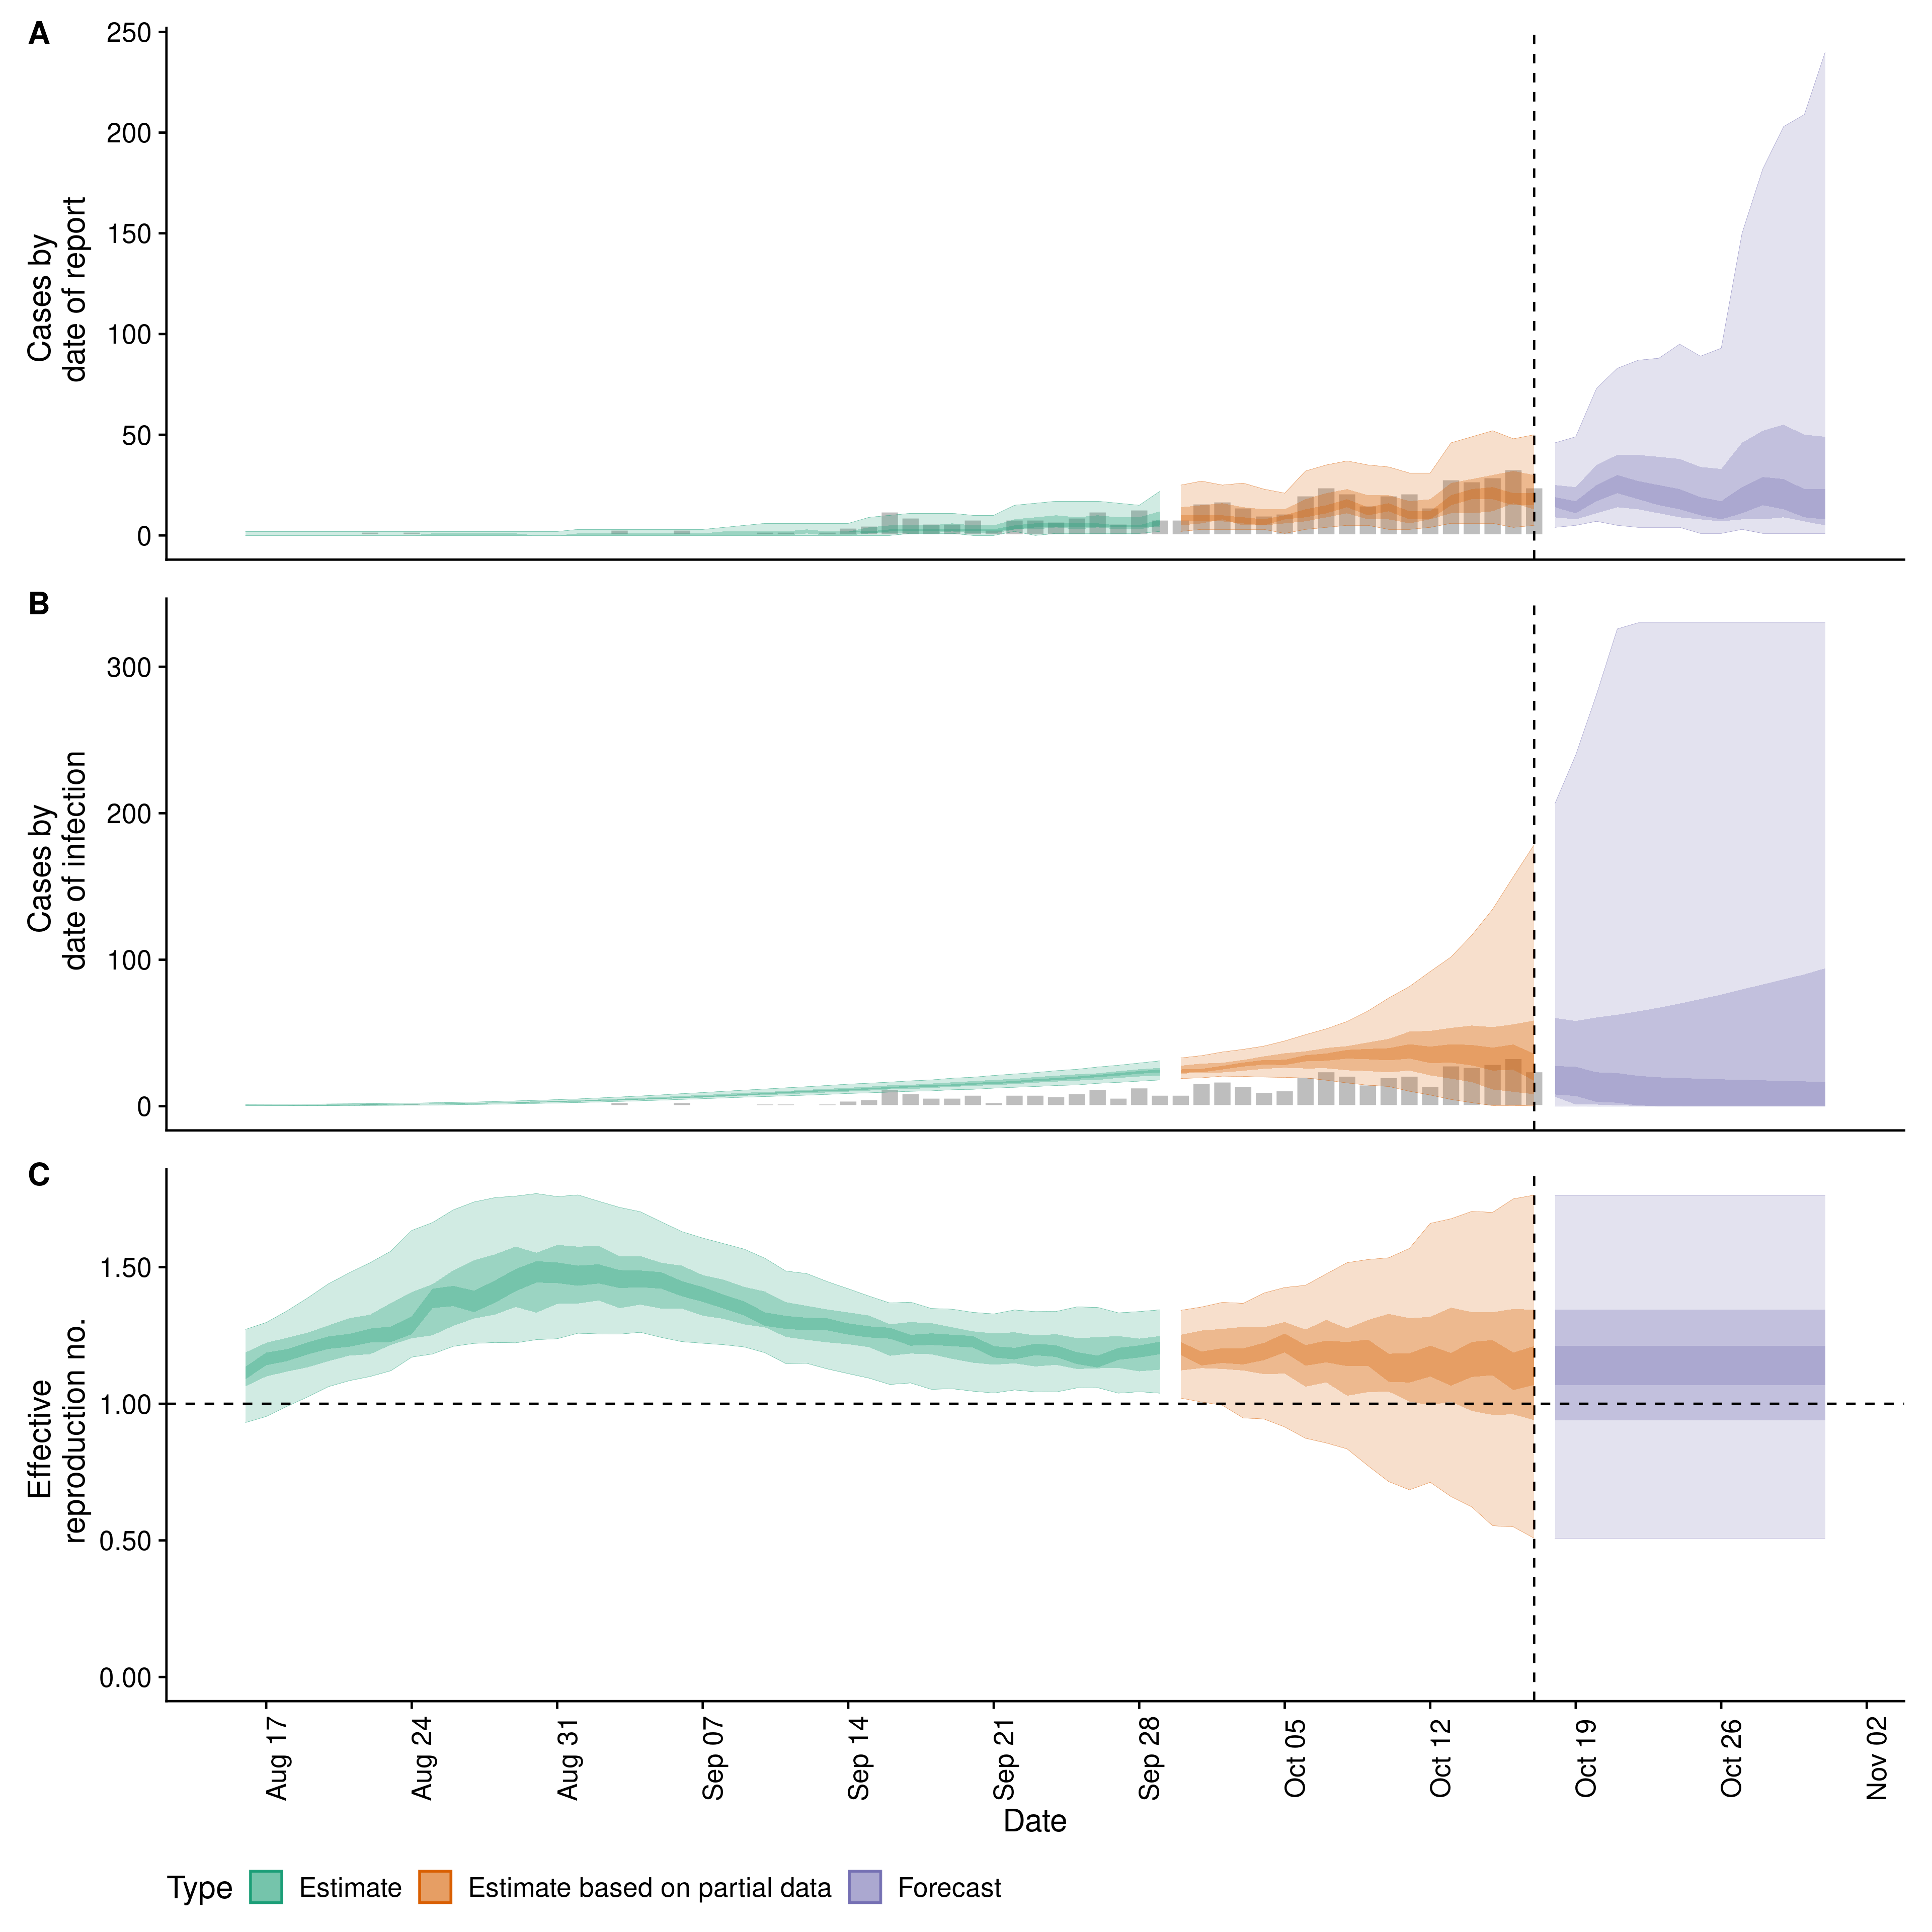 A
250
200
150
100
50
0
Cases by
date of report
B
300
200
100
0
Cases by
date of infection
C
1.50
1.00
0.50
0.00
Effective
reproduction no.
Aug 17
Aug 24
Aug 31
Sep 07
Sep 14
Sep 21
Sep 28
Oct 05
Oct 12
Oct 19
Oct 26
Nov 02
Date
Type Estimate Estimate based on partial data Forecast